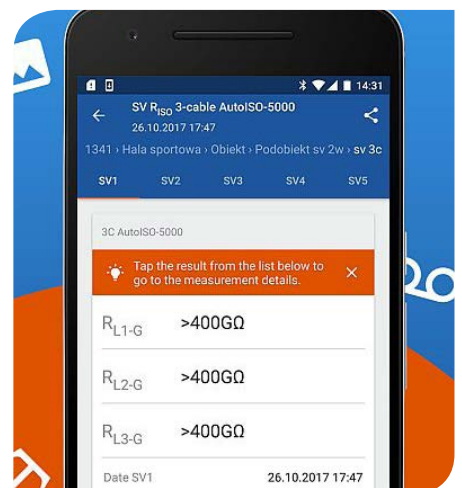 14:31
SV RISO 3-cable AutoISO-5000
26.10.2017 17:47
1341 › Hala sportowa › Obiekt › Podobiekt sv 2w › sv 3c
SV1 SV2 SV3 SV4 SV5
3C AutoISO-5000
Tap the result from the list below to
go to the measurement details.
RL1-G >400GΩ
RL2-G >400GΩ
RL3-G >400GΩ
Date SV1 26.10.2017 17:47